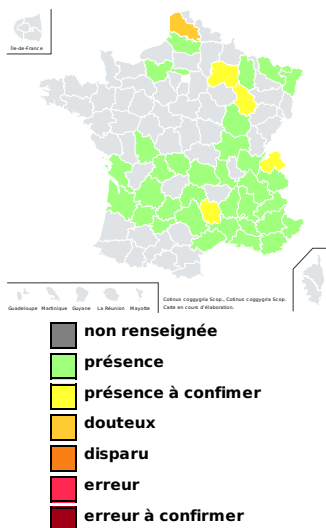 Île-de-France
Guadeloupe Martinique Guyane La Réunion Mayotte
Cotinus coggygria Scop., Cotinus coggygria Scop.
Carte en cours d'élaboration.
non renseignée
présence
présence à confimer
douteux
disparu
erreur
erreur à confirmer